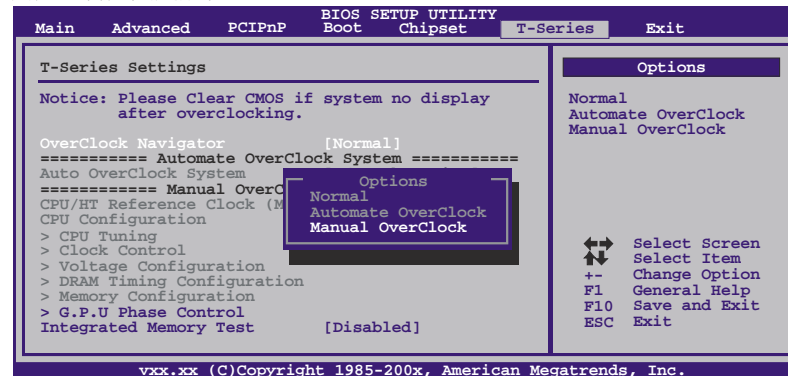 BIOS SETUP UTILITY
Main Advanced PCIPnP Boot Chipset T-Series Exit
T-Series Settings
Notice: Please Clear CMOS if system no display
after overclocking.
OverClock Navigator [Normal]
=========== Automate OverClock System ===========
Auto OverClock System
============ Manual OverC
CPU/HT Reference Clock (M
CPU Configuration
> CPU Tuning
> Clock Control
> Voltage Configuration
> DRAM Timing Configuration
> Memory Configuration
> G.P.U Phase Control
Integrated Memory Test [Disabled]
Options
Normal
Automate OverClock
Manual OverClock
Options
Normal
Automate OverClock
Manual OverClock
Select Screen
Select Item
+- Change Option
F1 General Help
F10 Save and Exit
ESC Exit
vxx.xx (C)Copyright 1985-200x, American Megatrends, Inc.